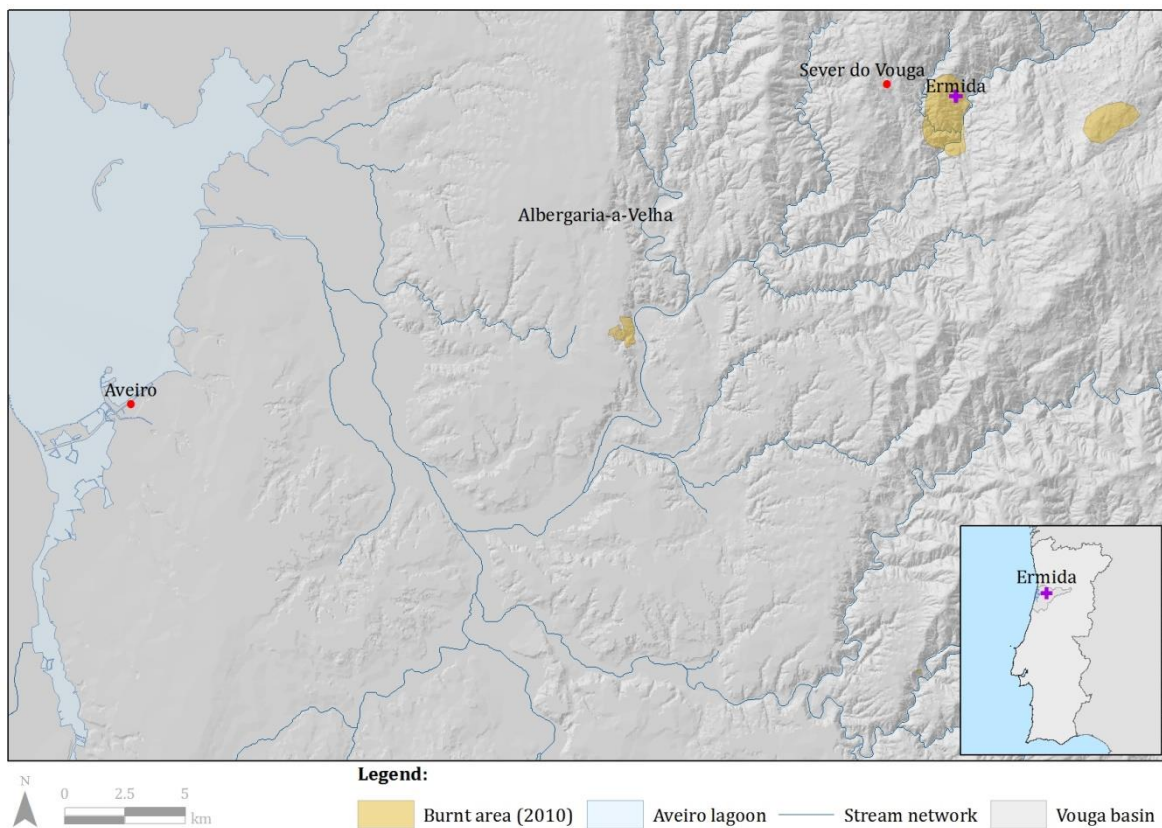 Sever do Vouga
Ermida
Albergaria-a-Velha
Aveiro
Ermida
N
0 2.5 5
km
Legend:
Burnt area (2010) Aveiro lagoon Stream network Vouga basin